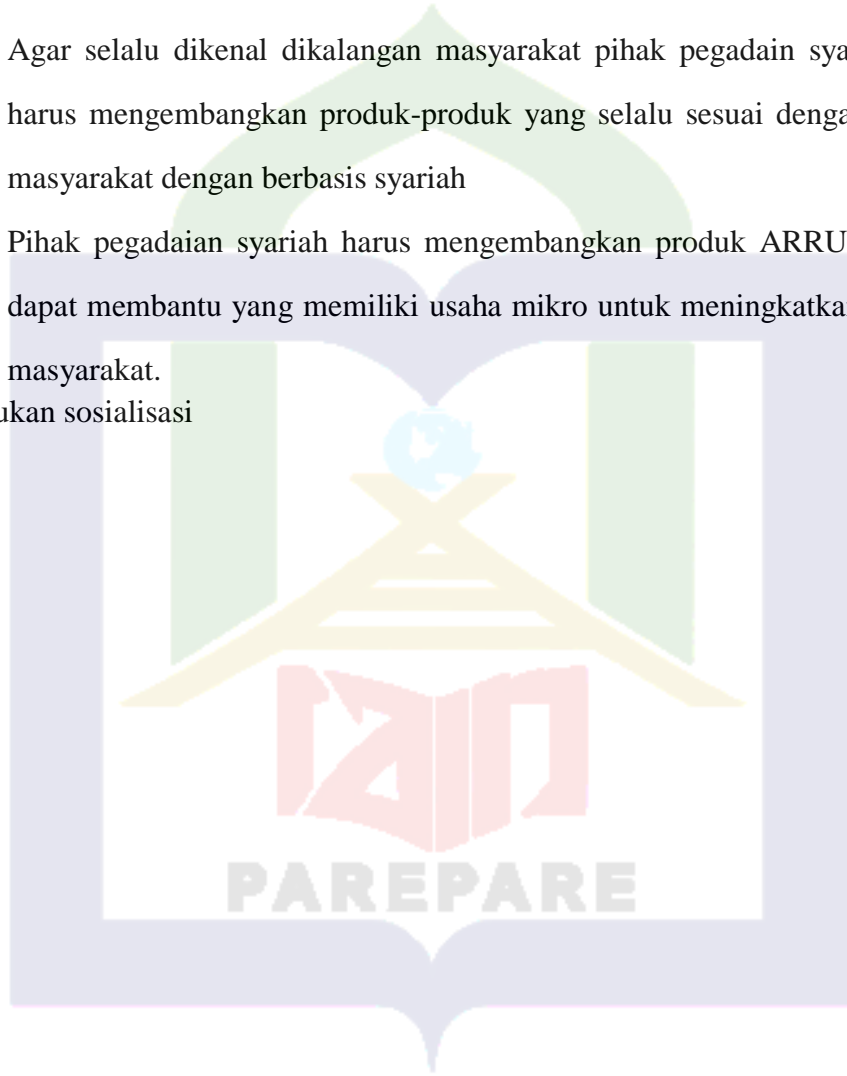 Agar selalu dikenal dikalangan masyarakat pihak pegadain sya
harus mengembangkan produk-produk yang selalu sesuai denga
masyarakat dengan berbasis syariah
Pihak pegadaian syariah harus mengembangkan produk ARRU
dapat membantu yang memiliki usaha mikro untuk meningkatka
masyarakat.
ukan sosialisasi
iain
PAREPARE